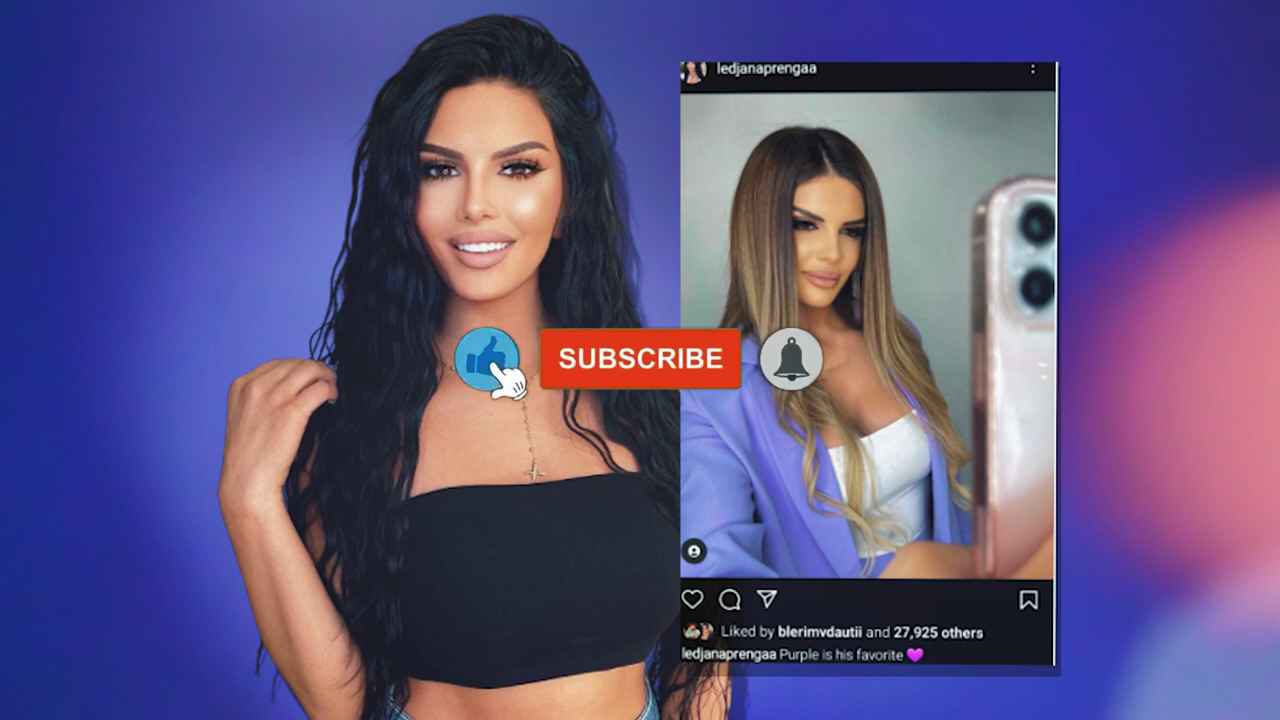 ledjanaprengaa
SUBSCRIBE
Liked by blerimvdautii and 27,925 others
ledjanaprengaa Purple is his favorite 💜